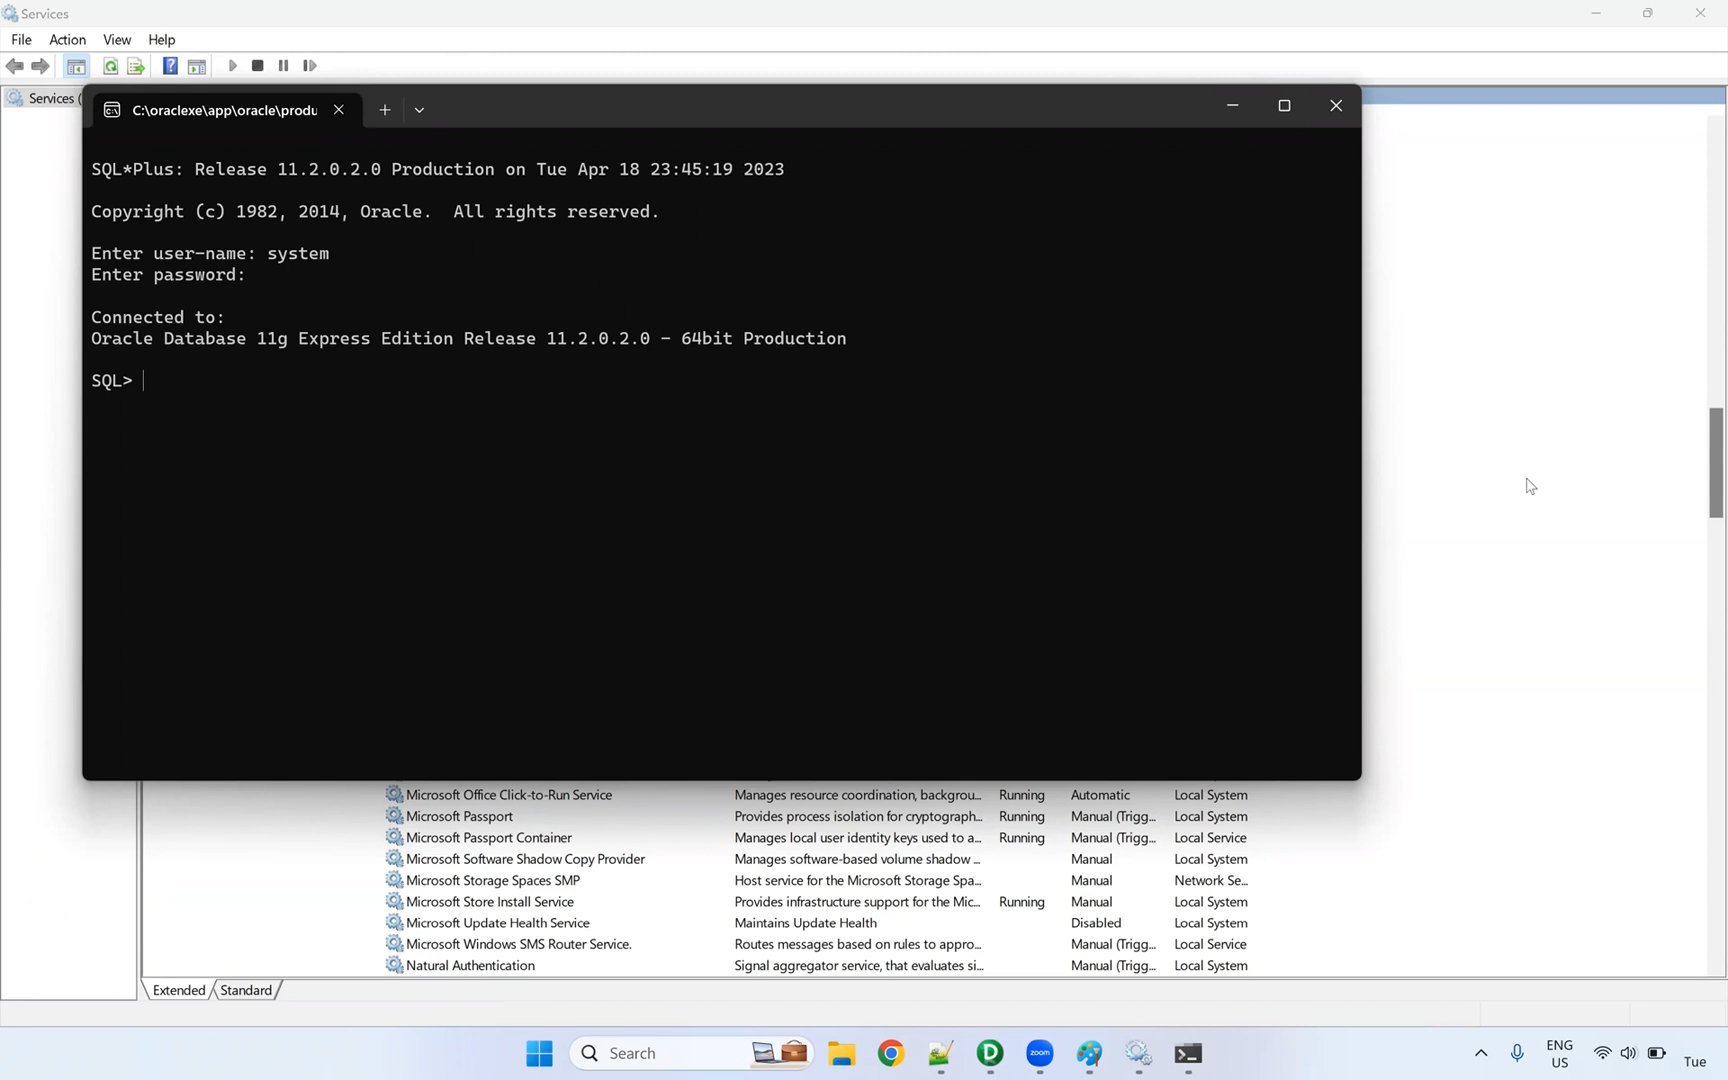 Services
File Action View Help
Services (
C:\oraclexe\app\oracle\produ
SQL*Plus: Release 11.2.0.2.0 Production on Tue Apr 18 23:45:19 2023
Copyright (c) 1982, 2014, Oracle.  All rights reserved.
Enter user-name: system
Enter password:
Connected to:
Oracle Database 11g Express Edition Release 11.2.0.2.0 - 64bit Production
SQL>
Microsoft Office Click-to-Run Service Manages resource coordination, backgrou... Running Automatic Local System
Microsoft Passport Provides process isolation for cryptograph... Running Manual (Trigg... Local System
Microsoft Passport Container Manages local user identity keys used to a... Running Manual (Trigg... Local Service
Microsoft Software Shadow Copy Provider Manages software-based volume shadow ... Manual Local System
Microsoft Storage Spaces SMP Host service for the Microsoft Storage Spa... Manual Network Se...
Microsoft Store Install Service Provides infrastructure support for the Mic... Running Manual Local System
Microsoft Update Health Service Maintains Update Health Disabled Local System
Microsoft Windows SMS Router Service. Routes messages based on rules to appro... Manual (Trigg... Local Service
Natural Authentication Signal aggregator service, that evaluates si... Manual (Trigg... Local System
Extended Standard
Search
zoom
ENG
US
Tue